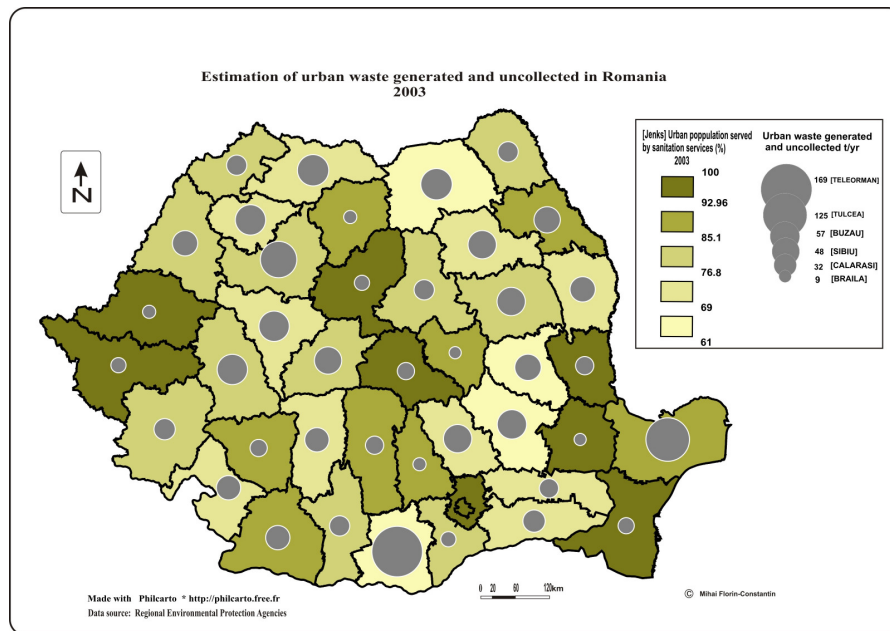 Estimation of urban waste generated and uncollected in Romania
2003
N
[Jenks] Urban poppulation served
by sanitation services (%)
2003
100
92.96
85.1
76.8
69
61
Urban waste generated
and uncollected t/yr
169 [TELEORMAN]
125 [TULCEA]
57 [BUZAU]
48 [SIBIU]
32 [CALARASI]
9 [BRAILA]
0 20 60 120km
© Mihai Florin-Constantin
Made with Philcarto * http://philcarto.free.fr
Data source: Regional Environmental Protection Agencies